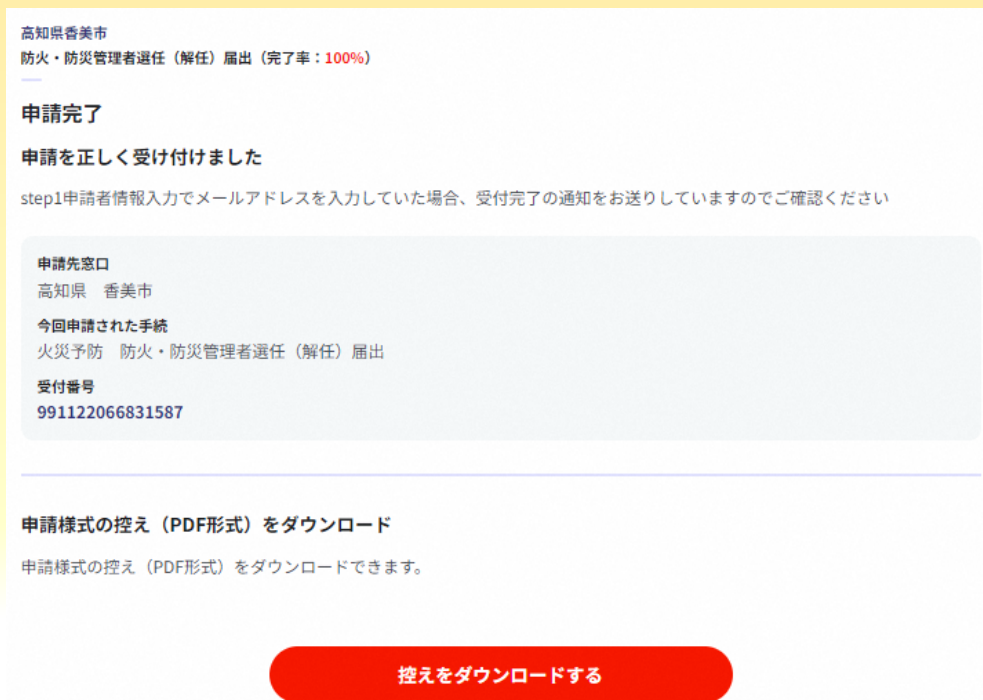 高知県香美市
防火・防災管理者選任（解任）届出（完了率：100%）
申請完了
申請を正しく受け付けました
step1申請者情報入力でメールアドレスを入力していた場合、受付完了の通知をお送りしていますのでご確認ください
申請先窓口
高知県　香美市
今回申請された手続
火災予防　防火・防災管理者選任（解任）届出
受付番号
991122066831587
申請様式の控え（PDF形式）をダウンロード
申請様式の控え（PDF形式）をダウンロードできます。
控えをダウンロードする